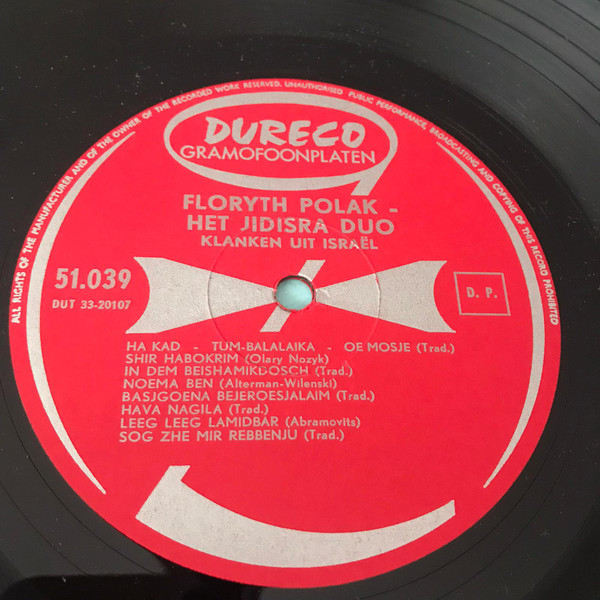 ALL RIGHTS OF THE MANUFACTURER AND OF THE OWNER OF THE RECORDED WORK RESERVED. UNAUTHORISED PUBLIC PERFORMANCE, BROADCASTING AND COPYING OF THIS RECORD PROHIBITED
DURECO
GRAMOFOONPLATEN
FLORYTH POLAK -
HET JIDISRA DUO
KLANKEN UIT ISRAËL
51.039
DUT 33-20107
D. P.
HA KAD - TUM-BALALAIKA - OE MOSJE (Trad.)
SHIR HABOKRIM (Olary Nozyk)
IN DEM BEISHAMIKDOSCH (Trad.)
NOEMA BEN (Alterman-Wilenski)
BASJGOENA BEJEROESJALAIM (Trad.)
HAVA NAGILA (Trad.)
LEEG LEEG LAMIDBAR (Abramovits)
SOG ZHE MIR REBBENJU (Trad.)